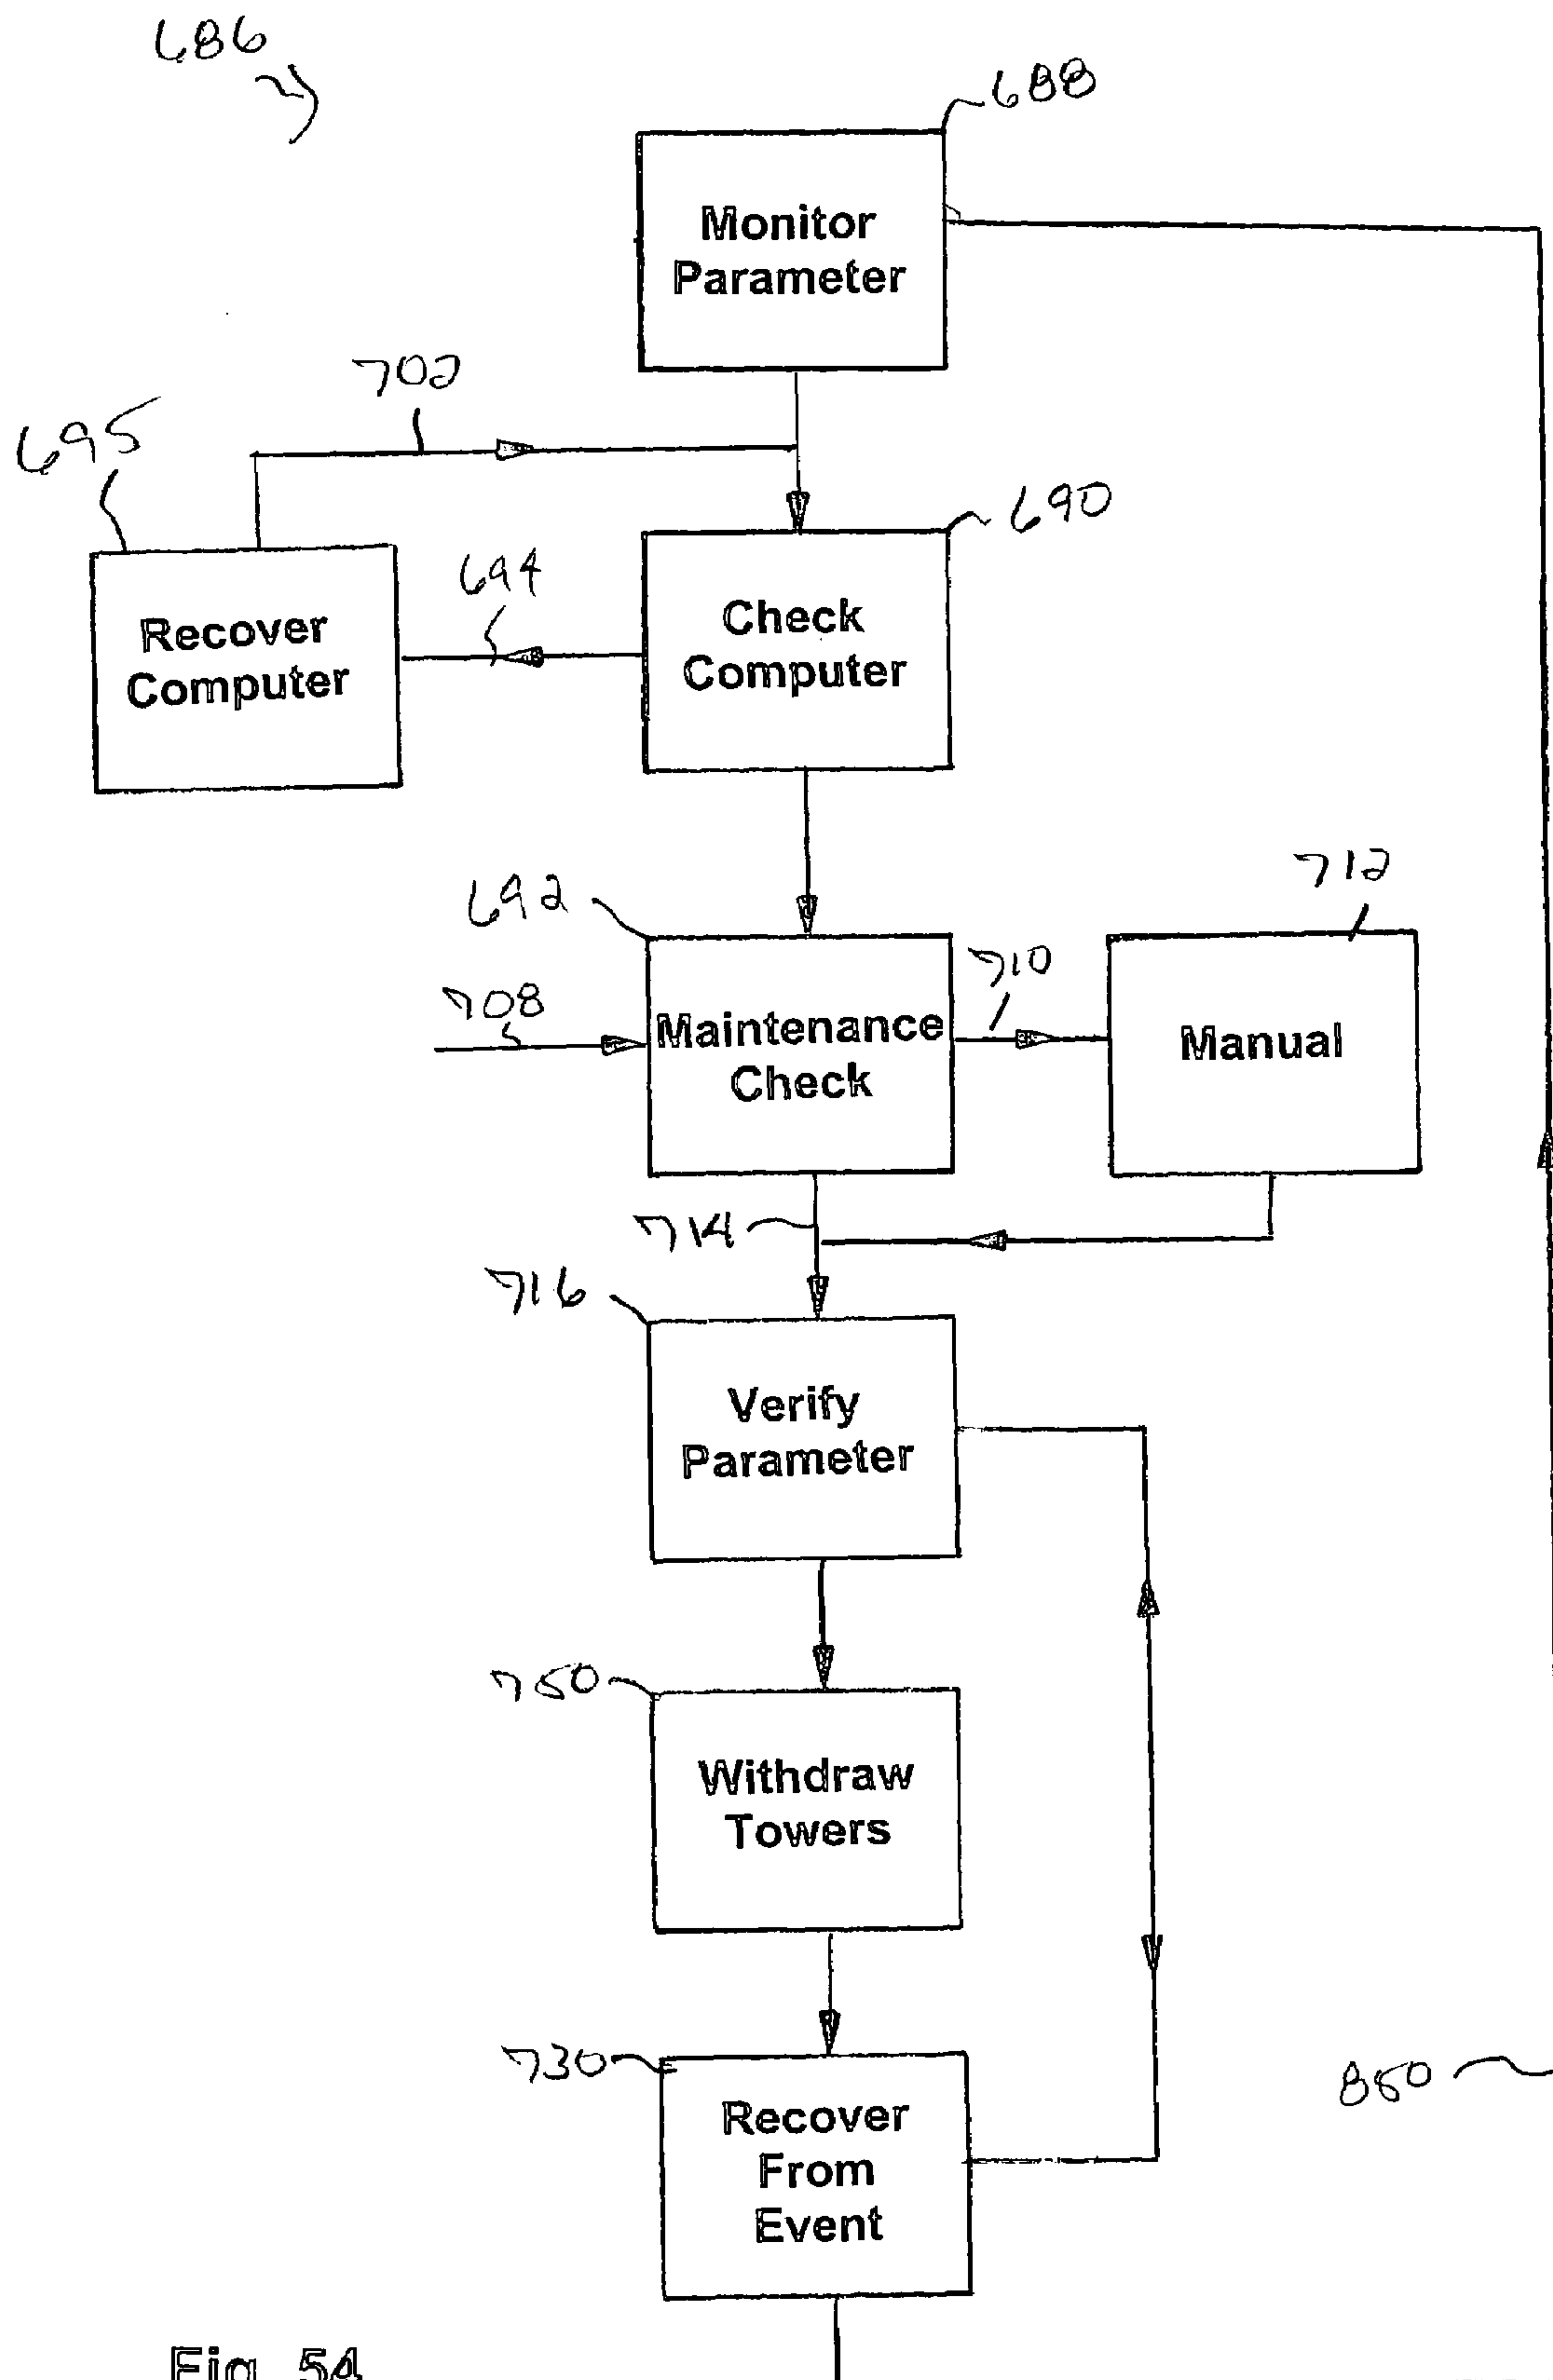 686
688
Monitor
Parameter
702
695
690
694
Recover
Computer
Check
Computer
712
692
710
708
Maintenance
Check
Manual
714
716
Verify
Parameter
750
Withdraw
Towers
730
850
Recover
From
Event
Fig. 54